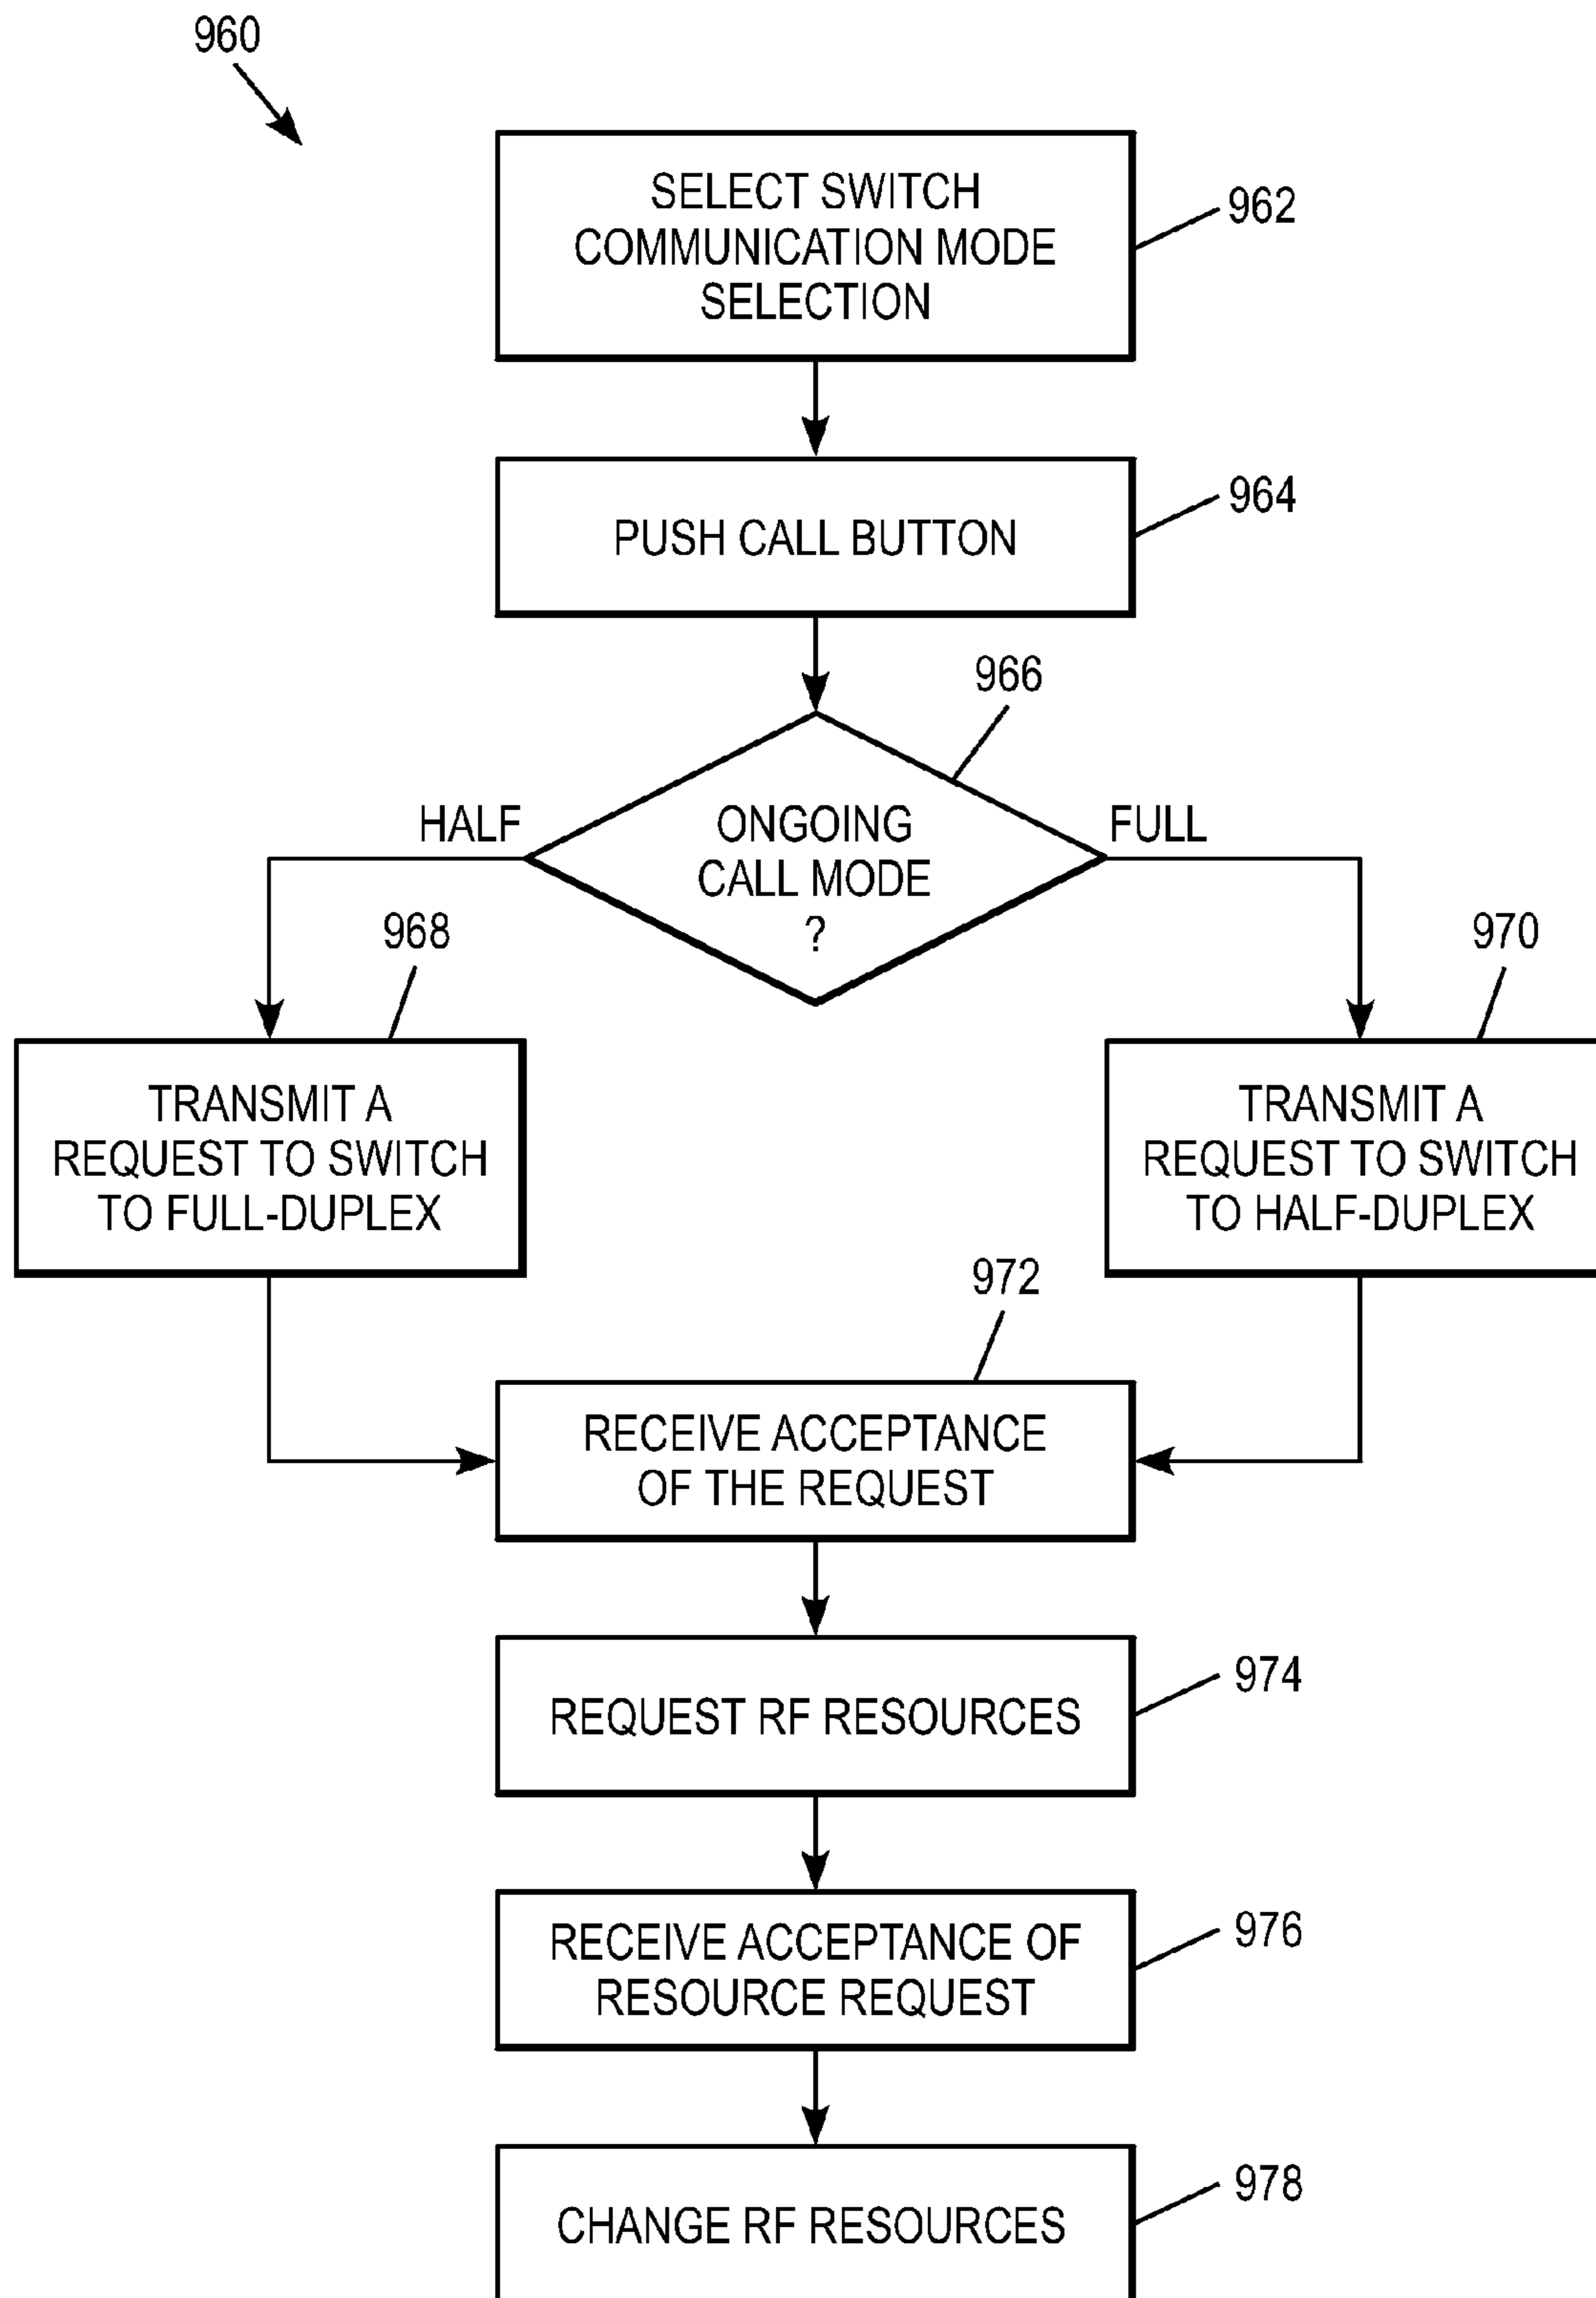 960
SELECT SWITCH
COMMUNICATION MODE
SELECTION
962
PUSH CALL BUTTON
964
966
HALF
ONGOING
CALL MODE
?
FULL
968
970
TRANSMIT A
REQUEST TO SWITCH
TO FULL-DUPLEX
TRANSMIT A
REQUEST TO SWITCH
TO HALF-DUPLEX
972
RECEIVE ACCEPTANCE
OF THE REQUEST
REQUEST RF RESOURCES
974
RECEIVE ACCEPTANCE OF
RESOURCE REQUEST
976
CHANGE RF RESOURCES
978